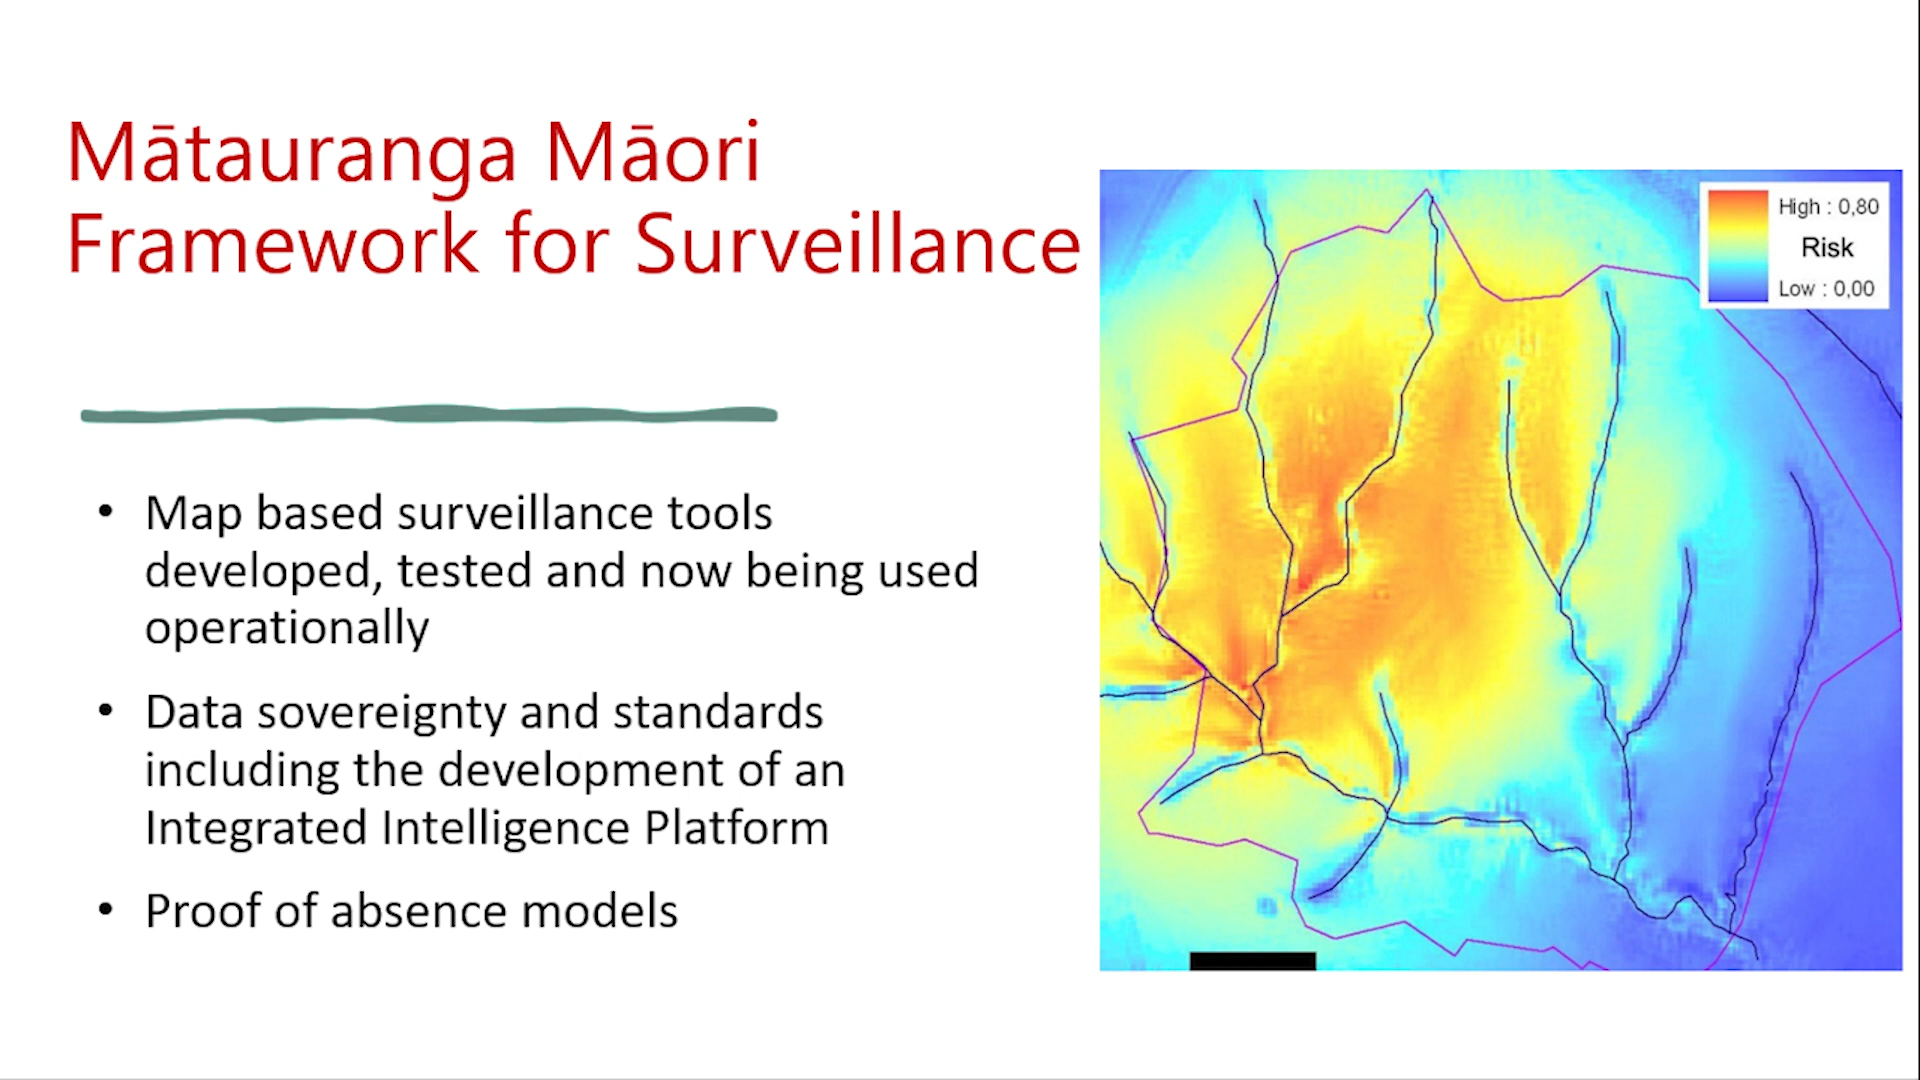 Mātauranga Māori
Framework for Surveillance
• Map based surveillance tools
developed, tested and now being used
operationally
• Data sovereignty and standards
including the development of an
Integrated Intelligence Platform
• Proof of absence models
High : 0,80
Risk
Low : 0,00